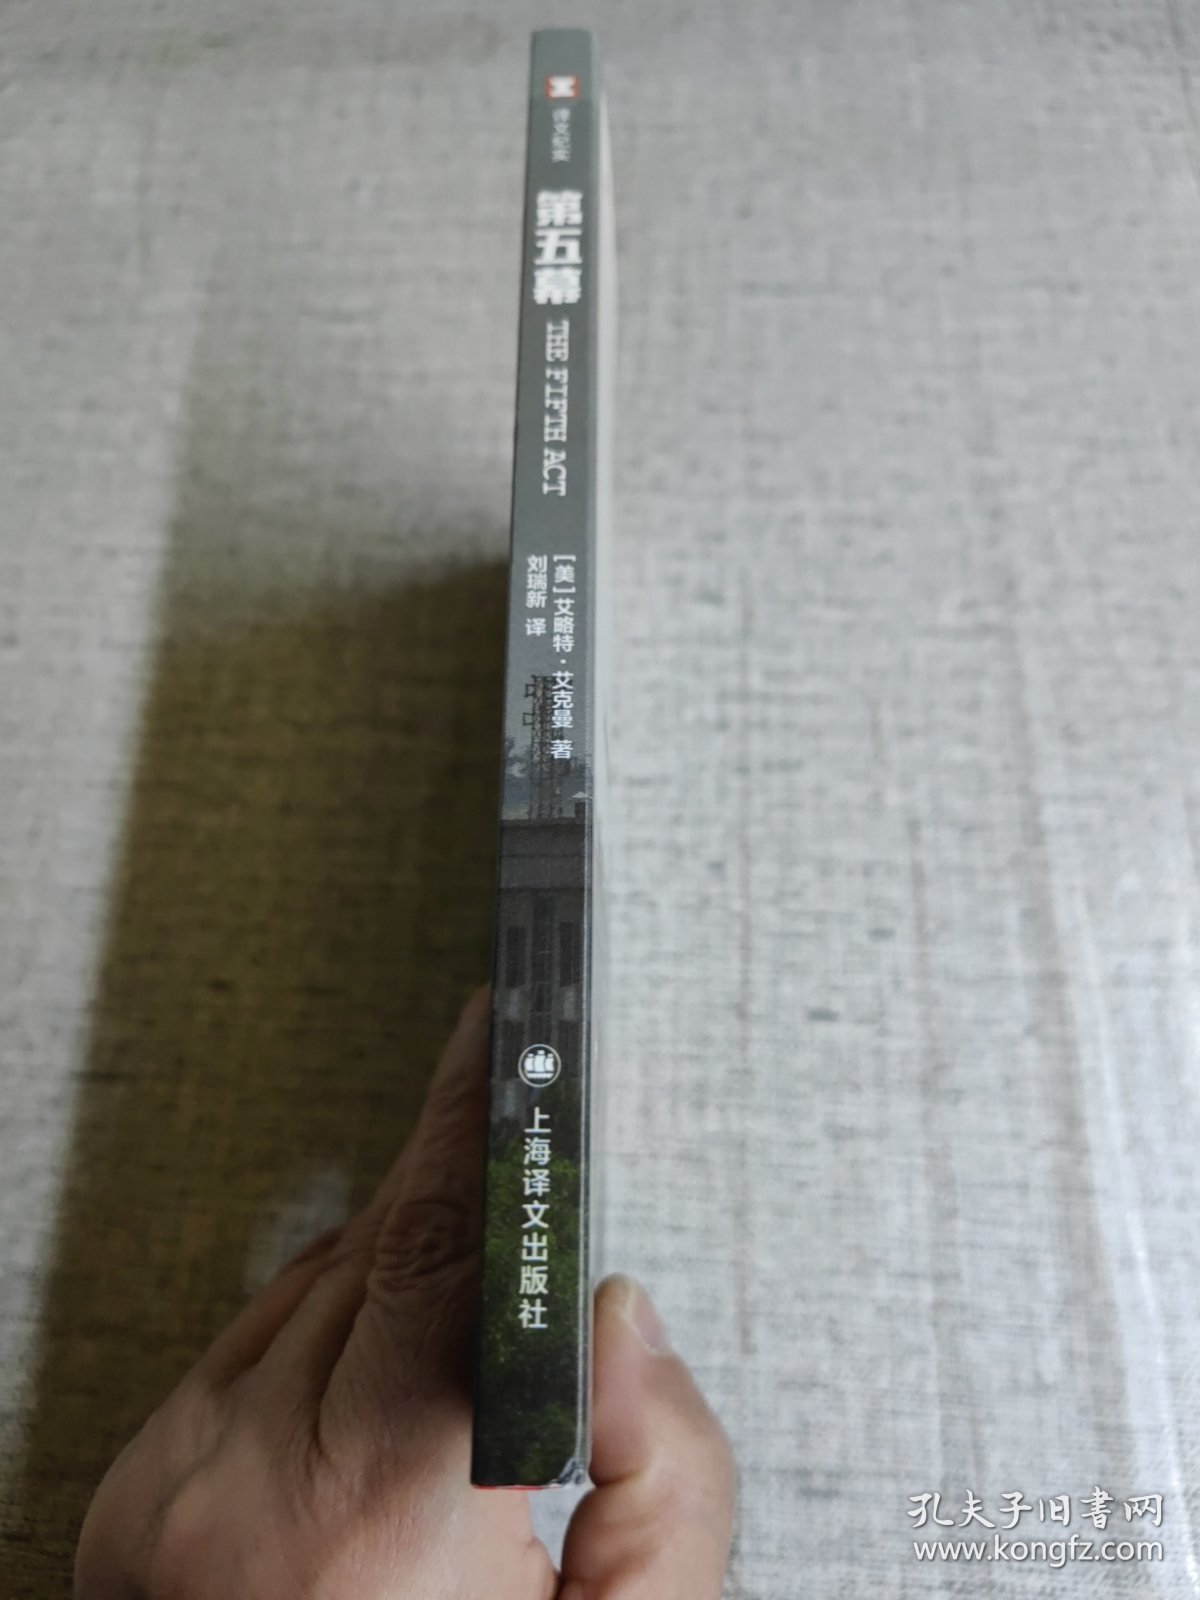 译文纪实
第五幕
THE FIFTH ACT
[美]艾略特·艾克曼 著
刘瑞新 译
上海译文出版社
孔夫子旧书网
www.kongfz.com